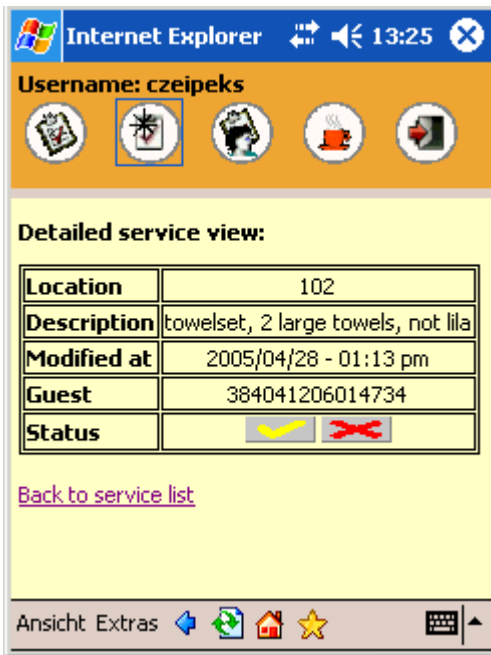 Internet Explorer 13:25
Username: czeipeks
Detailed service view:
Location 102
Description towelset, 2 large towels, not lila
Modified at 2005/04/28 - 01:13 pm
Guest 384041206014734
Status
Back to service list
Ansicht Extras